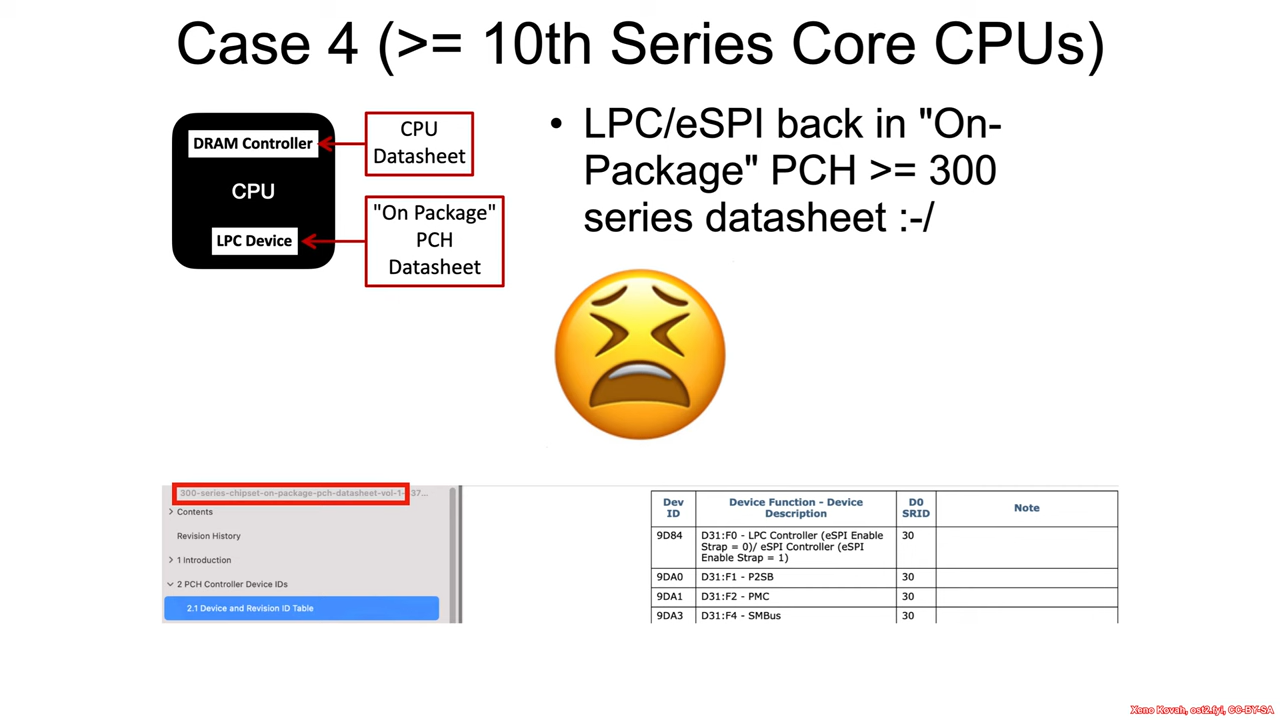 Case 4 (>= 10th Series Core CPUs)
DRAM Controller
CPU
LPC Device
CPU
Datasheet
"On Package"
PCH
Datasheet
• LPC/eSPI back in "On-
Package" PCH >= 300
series datasheet :-/
300-series-chipset-on-package-pch-datasheet-vol-1-
Contents
Revision History
1 Introduction
2 PCH Controller Device IDs
2.1 Device and Revision ID Table
Dev ID | Device Function - Device Description | D0 SRID | Note
9D84 | D31:F0 - LPC Controller (eSPI Enable
Strap = 0)/ eSPI Controller (eSPI
Enable Strap = 1) | 30
9DA0 | D31:F1 - P2SB | 30
9DA1 | D31:F2 - PMC | 30
9DA3 | D31:F4 - SMBus | 30
Xeno Kovah, ost2.fyi, CC-BY-SA